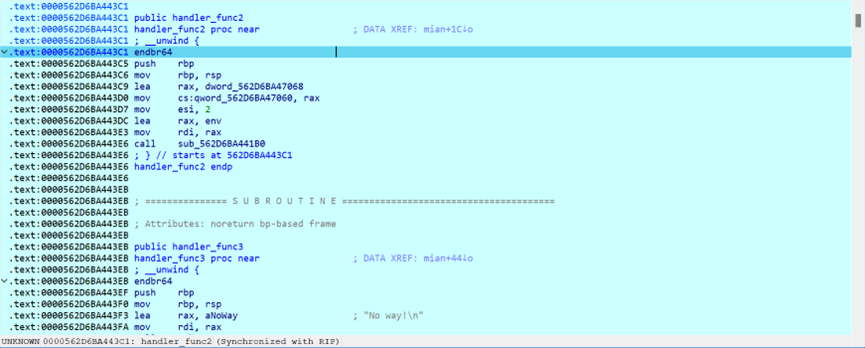 .text:0000562D6BA443C1
.text:0000562D6BA443C1 public handler_func2
.text:0000562D6BA443C1 handler_func2 proc near ; DATA XREF: mian+1C↓o
.text:0000562D6BA443C1 ; __unwind {
.text:0000562D6BA443C1 endbr64
.text:0000562D6BA443C5 push rbp
.text:0000562D6BA443C6 mov rbp, rsp
.text:0000562D6BA443C9 lea rax, dword_562D6BA47068
.text:0000562D6BA443D0 mov cs:qword_562D6BA47060, rax
.text:0000562D6BA443D7 mov esi, 2
.text:0000562D6BA443DC lea rax, env
.text:0000562D6BA443E3 mov rdi, rax
.text:0000562D6BA443E6 call sub_562D6BA441B0
.text:0000562D6BA443E6 ; } // starts at 562D6BA443C1
.text:0000562D6BA443E6 handler_func2 endp
.text:0000562D6BA443E6
.text:0000562D6BA443EB
.text:0000562D6BA443EB ; =============== S U B R O U T I N E =======================================
.text:0000562D6BA443EB
.text:0000562D6BA443EB ; Attributes: noreturn bp-based frame
.text:0000562D6BA443EB
.text:0000562D6BA443EB public handler_func3
.text:0000562D6BA443EB handler_func3 proc near ; DATA XREF: mian+44↓o
.text:0000562D6BA443EB ; __unwind {
.text:0000562D6BA443EB endbr64
.text:0000562D6BA443EF push rbp
.text:0000562D6BA443F0 mov rbp, rsp
.text:0000562D6BA443F3 lea rax, aNoWay ; "No way!\n"
.text:0000562D6BA443FA mov rdi, rax
UNKNOWN 0000562D6BA443C1: handler_func2 (Synchronized with RIP)